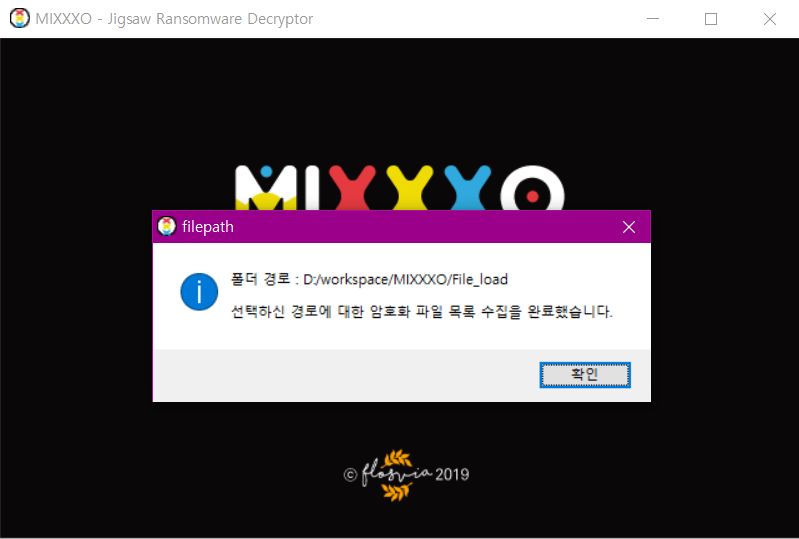 MIXXXO - Jigsaw Ransomware Decryptor
MIXXXO
filepath
폴더 경로 : D:/workspace/MIXXXO/File_load
선택하신 경로에 대한 암호화 파일 목록 수집을 완료했습니다.
확인
© flosvia 2019